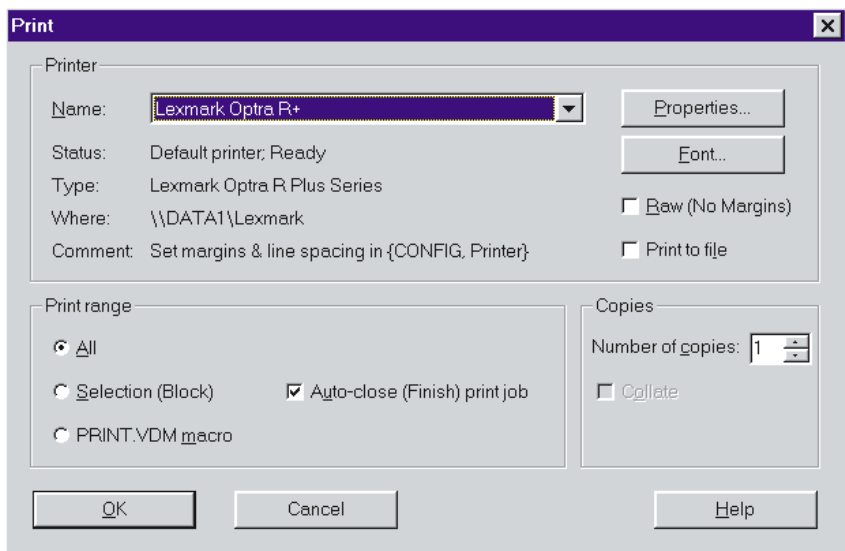 Print
Printer
Name: Lexmark Optra R+
Properties...
Status: Default printer; Ready
Font...
Type: Lexmark Optra R Plus Series
Where: \\DATA1\Lexmark
Raw (No Margins)
Comment: Set margins & line spacing in {CONFIG, Printer}
Print to file
Print range
All
Selection (Block)
Auto-close (Finish) print job
PRINT.VDM macro
Copies
Number of copies: 1
Collate
OK
Cancel
Help